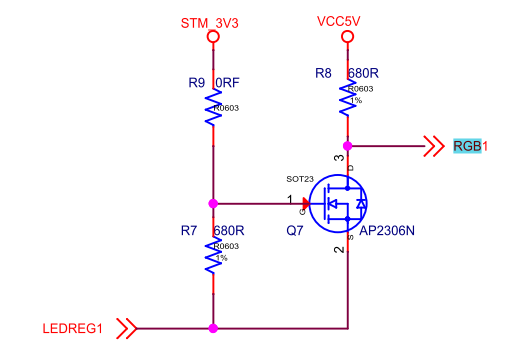 STM_3V3
VCC5V
R9 0RF
R0603
R8 680R
R0603
1%
RGB1
3
D
SOT23
1
G
Q7
AP2306N
S
2
R7 680R
R0603
1%
LEDREG1